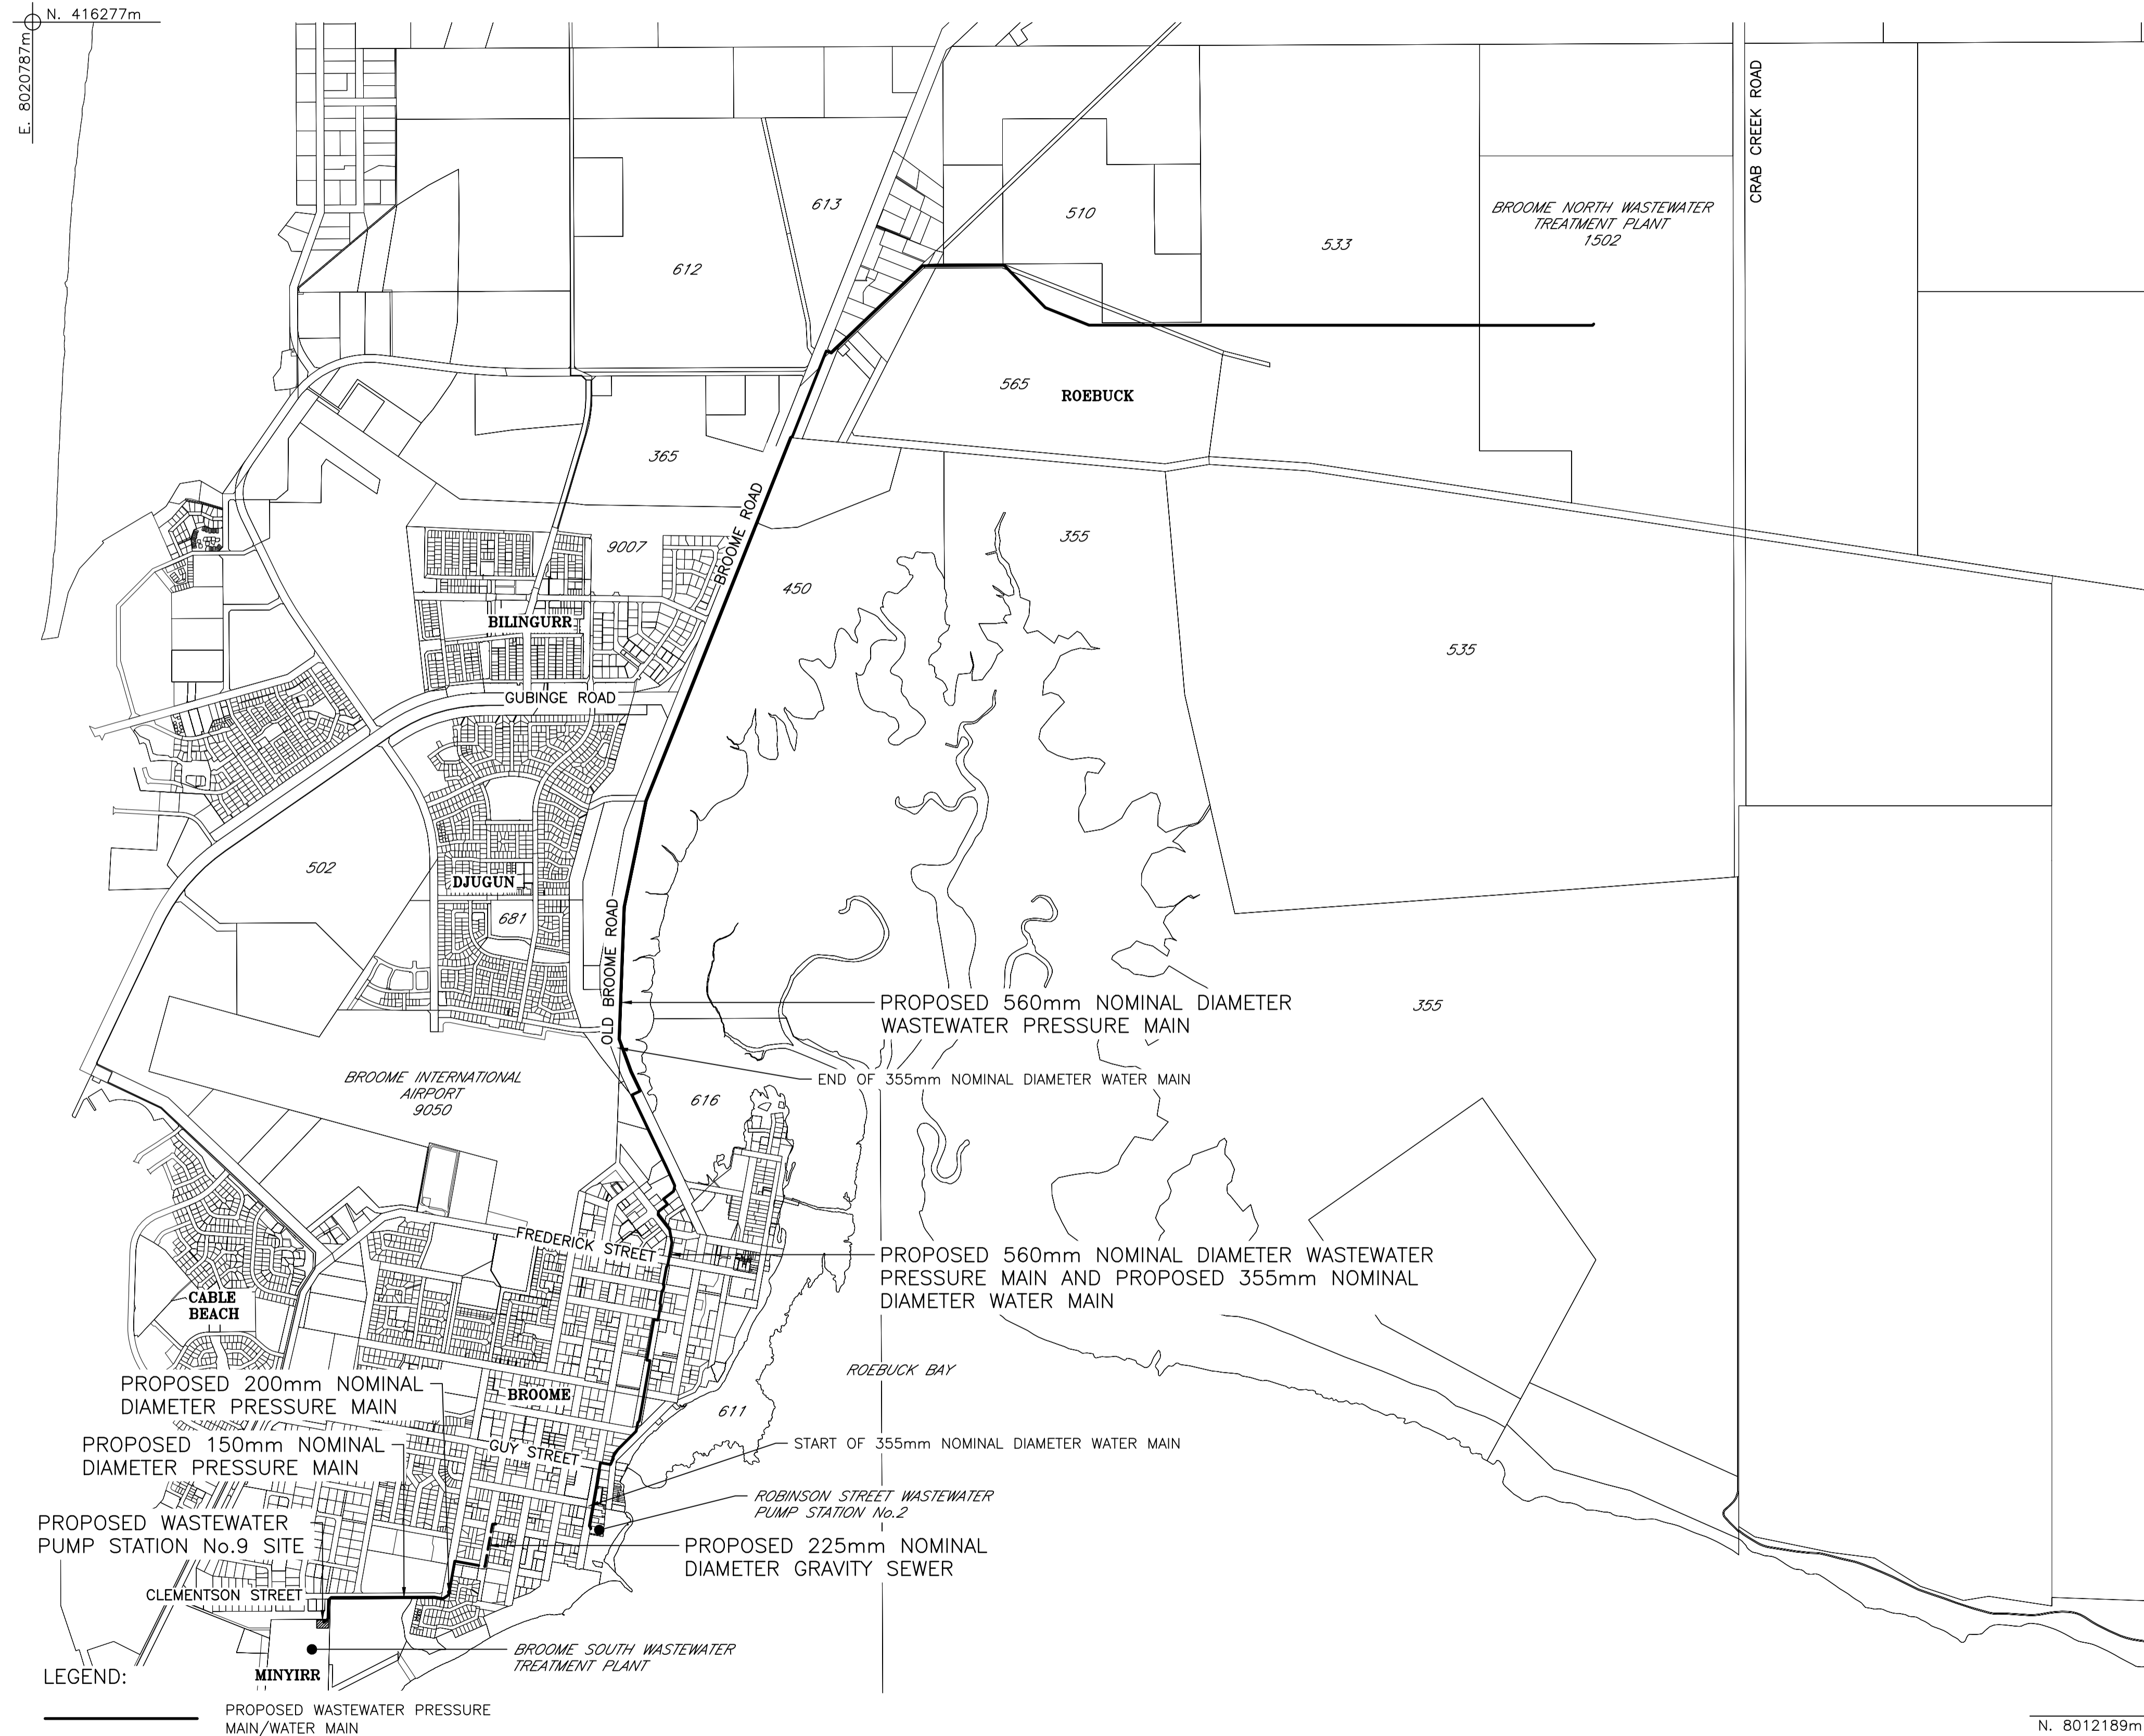 N. 416277m
E. 8020787m
CRAB CREEK ROAD
613
510
BROOME NORTH WASTEWATER
TREATMENT PLANT
1502
533
612
565
ROEBUCK
365
BROOME ROAD
9007
355
450
BILINGURR
535
GUBINGE ROAD
502
DJUGUN
681
OLD BROOME ROAD
PROPOSED 560mm NOMINAL DIAMETER
WASTEWATER PRESSURE MAIN
355
BROOME INTERNATIONAL
AIRPORT
9050
END OF 355mm NOMINAL DIAMETER WATER MAIN
616
FREDERICK STREET
PROPOSED 560mm NOMINAL DIAMETER WASTEWATER
PRESSURE MAIN AND PROPOSED 355mm NOMINAL
DIAMETER WATER MAIN
CABLE
BEACH
ROEBUCK BAY
PROPOSED 200mm NOMINAL
DIAMETER PRESSURE MAIN
BROOME
611
PROPOSED 150mm NOMINAL
DIAMETER PRESSURE MAIN
GUY STREET
START OF 355mm NOMINAL DIAMETER WATER MAIN
ROBINSON STREET WASTEWATER
PUMP STATION No.2
PROPOSED WASTEWATER
PUMP STATION No.9 SITE
PROPOSED 225mm NOMINAL
DIAMETER GRAVITY SEWER
CLEMENTSON STREET
BROOME SOUTH WASTEWATER
TREATMENT PLANT
MINYIRR
LEGEND:
PROPOSED WASTEWATER PRESSURE
MAIN/WATER MAIN
N. 8012189m